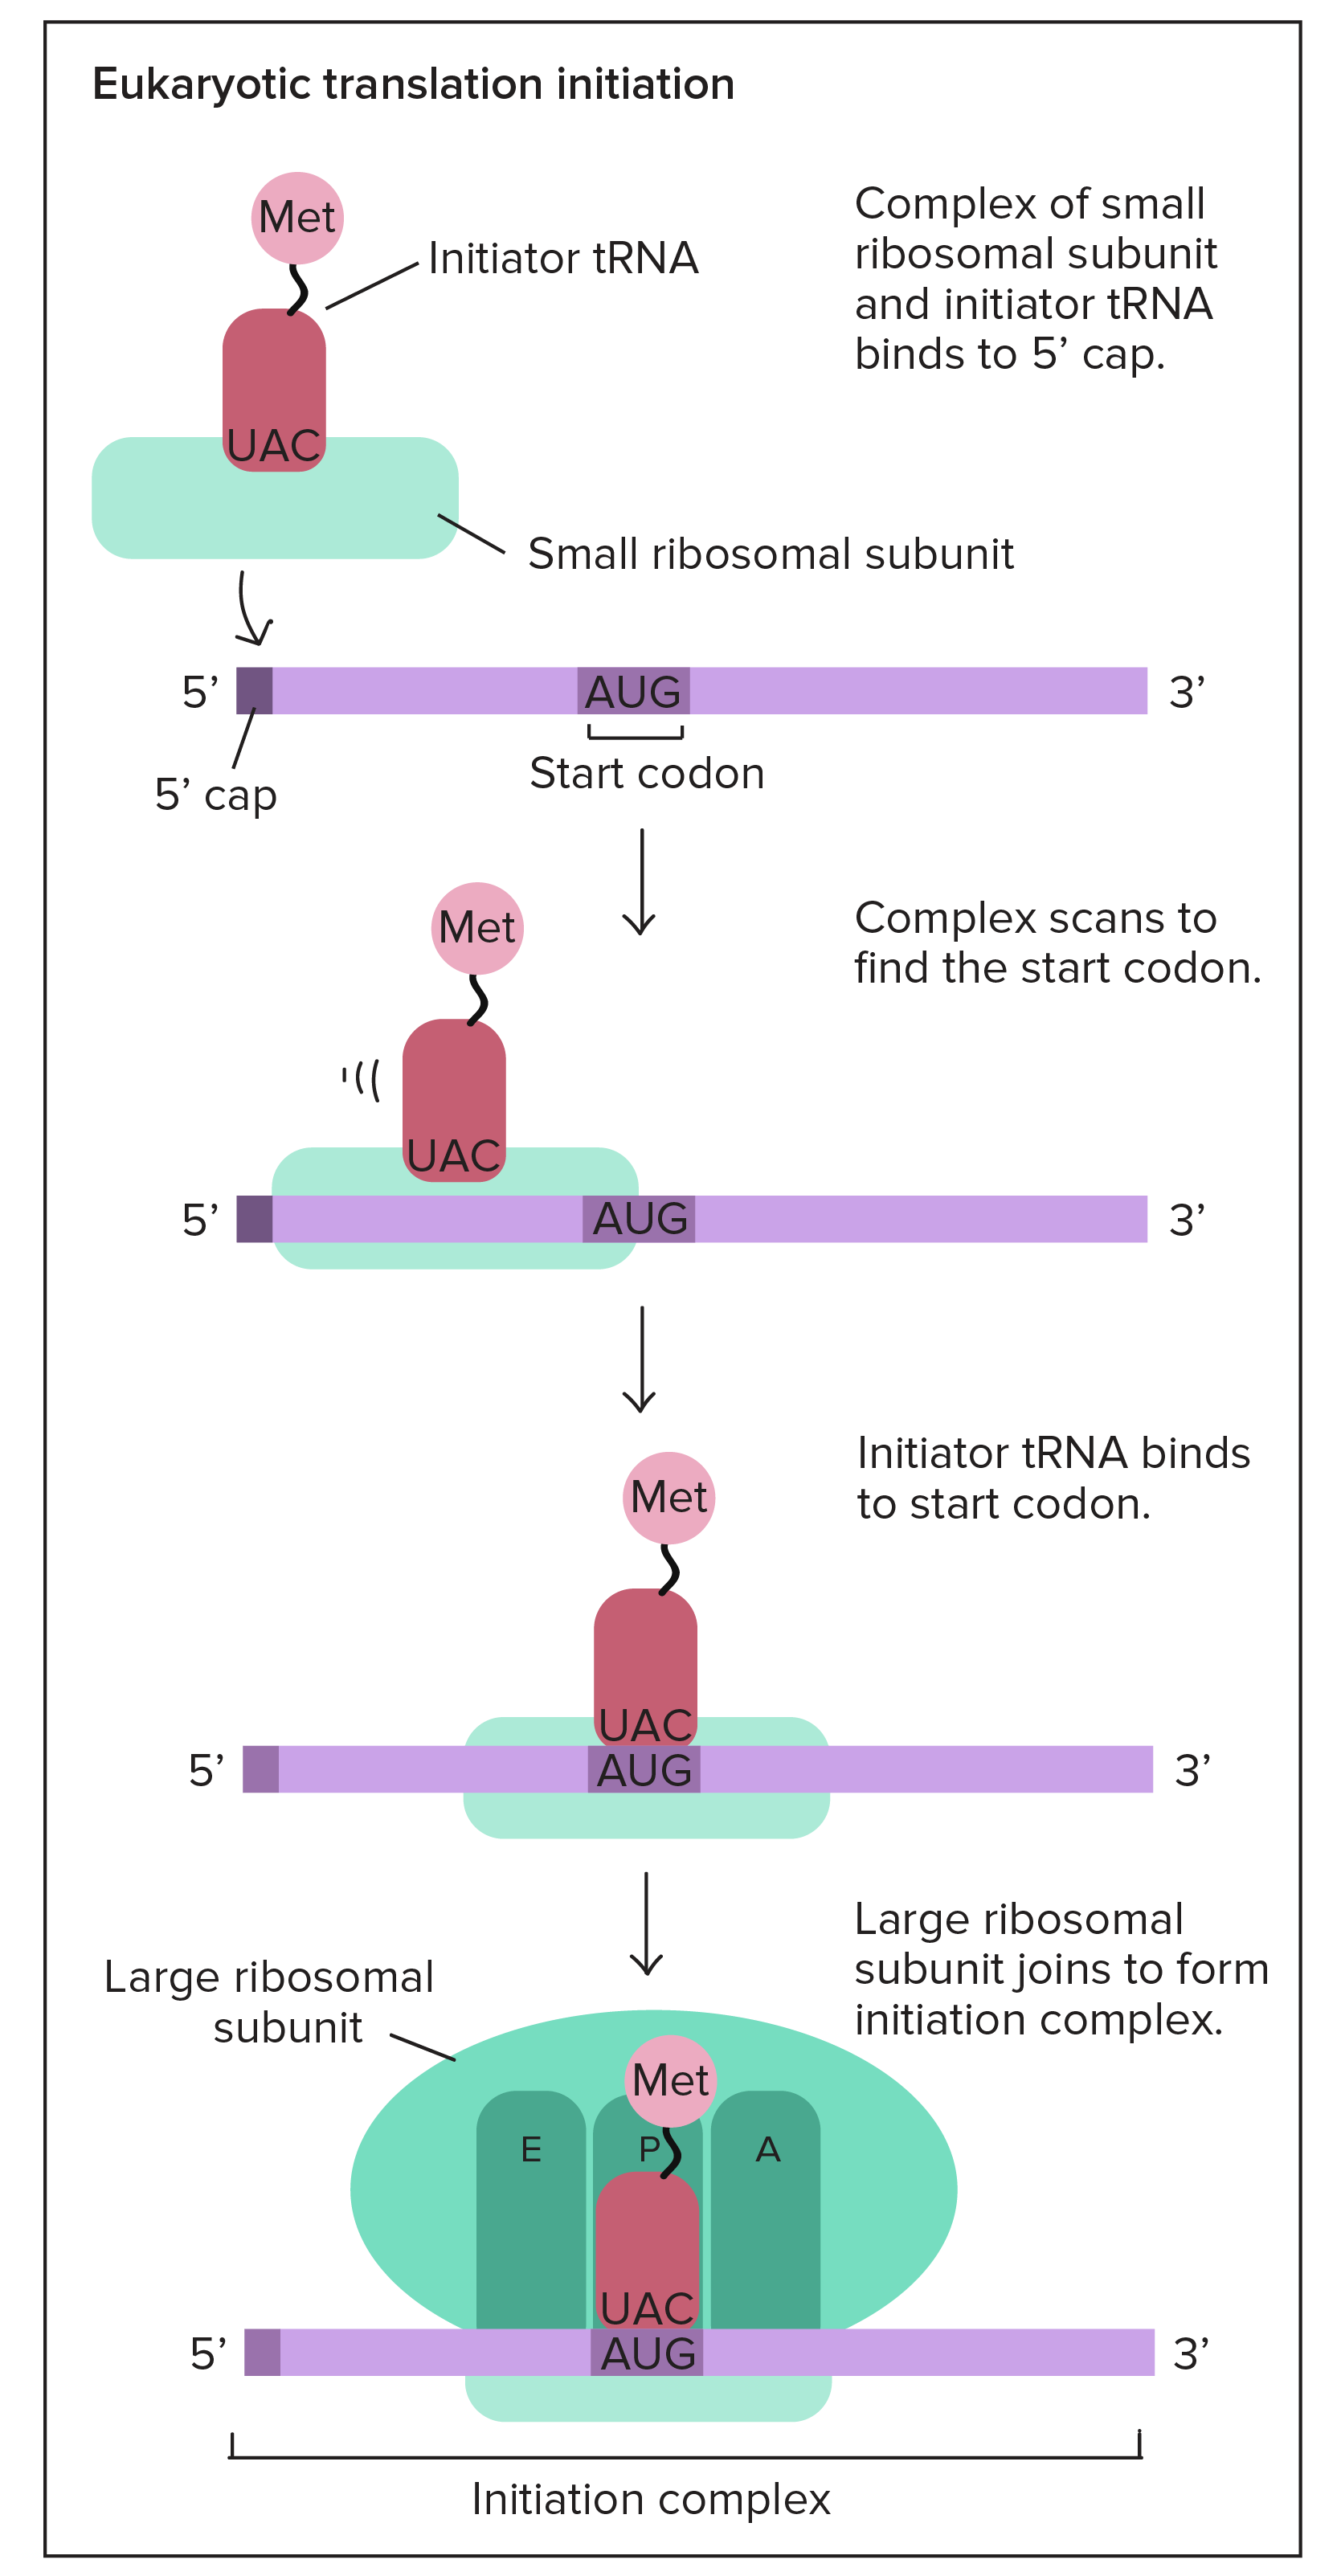 Eukaryotic translation initiation
Met
Initiator tRNA
Complex of small
ribosomal subunit
and initiator tRNA
binds to 5’ cap.
UAC
Small ribosomal subunit
5’ AUG 3’
Start codon
5’ cap
Met
Complex scans to
find the start codon.
UAC
5’ AUG 3’
Met
Initiator tRNA binds
to start codon.
UAC
5’ AUG 3’
Large ribosomal
subunit joins to form
initiation complex.
Large ribosomal
subunit
Met
E P A
UAC
5’ AUG 3’
Initiation complex